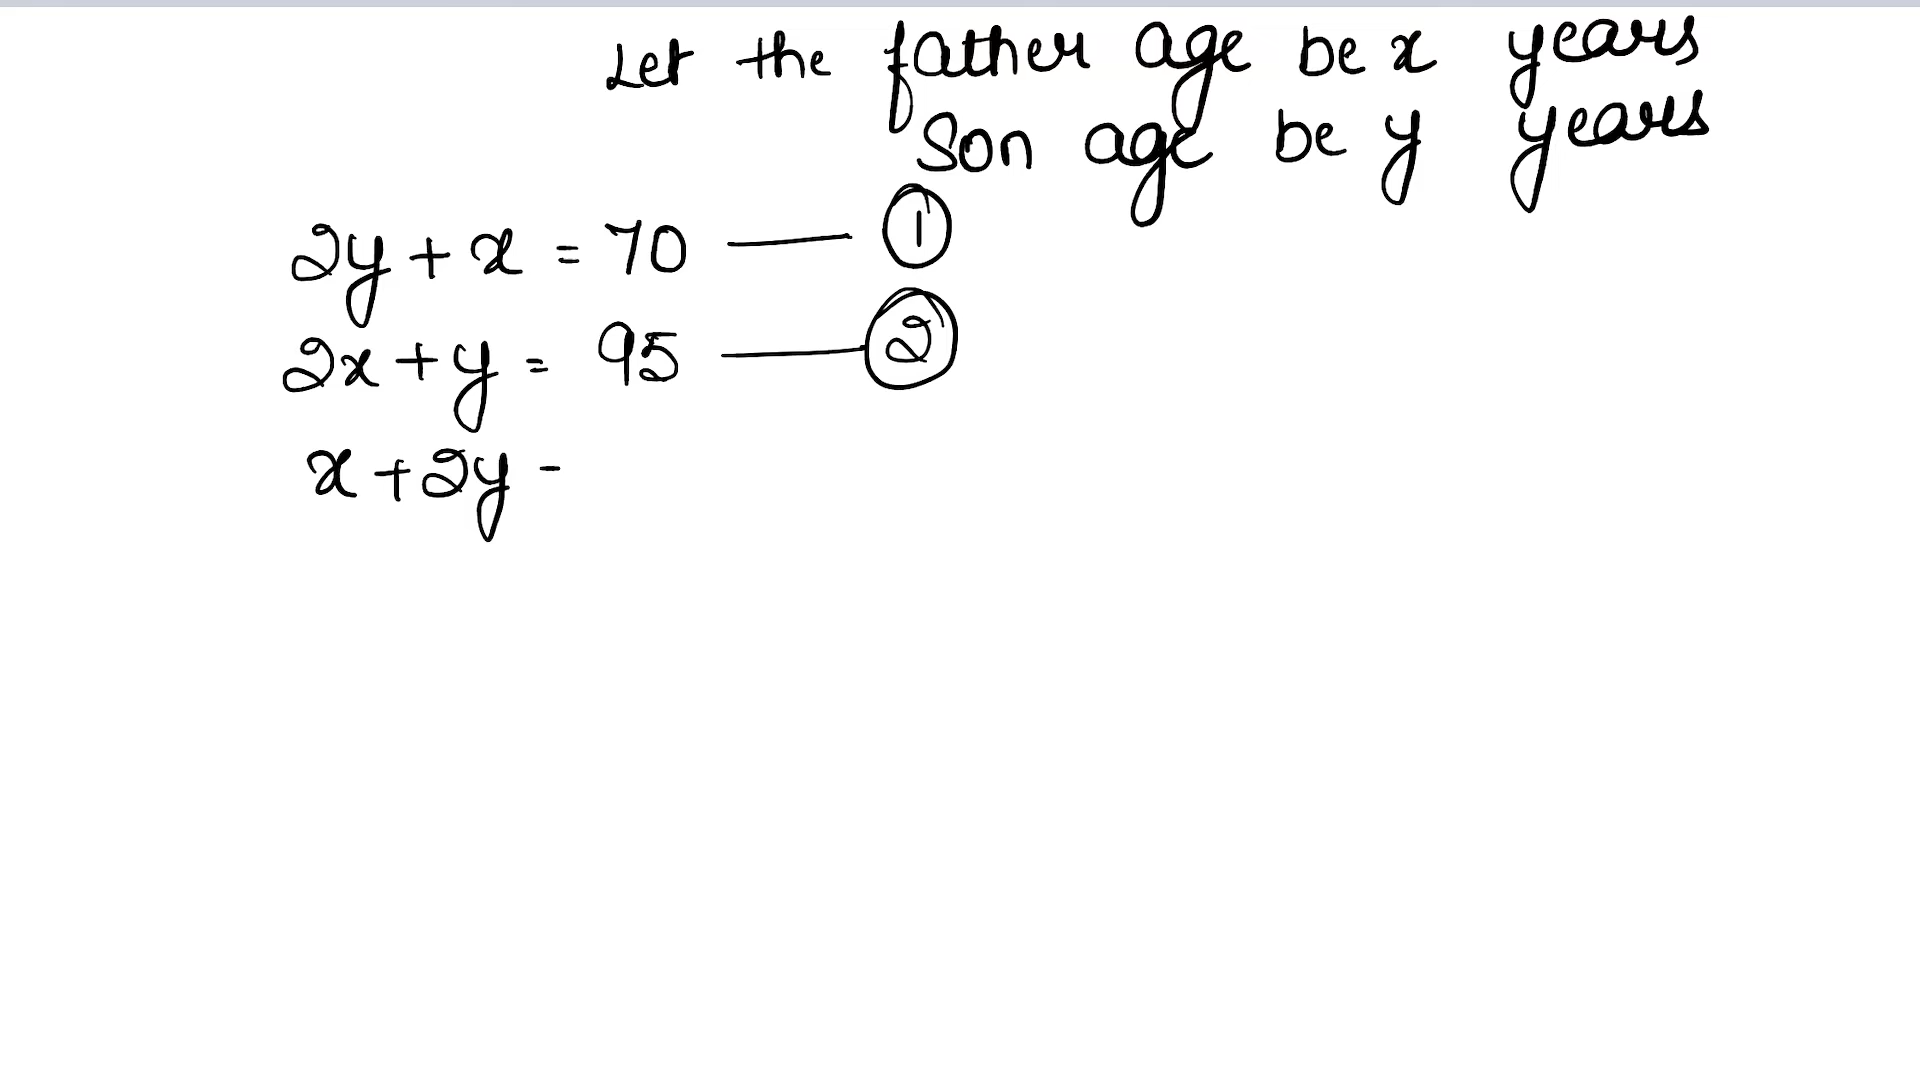 Let the father age be x years
Son age be y years
2y + x = 70 — ①
2x + y = 95 — ②
x + 2y -